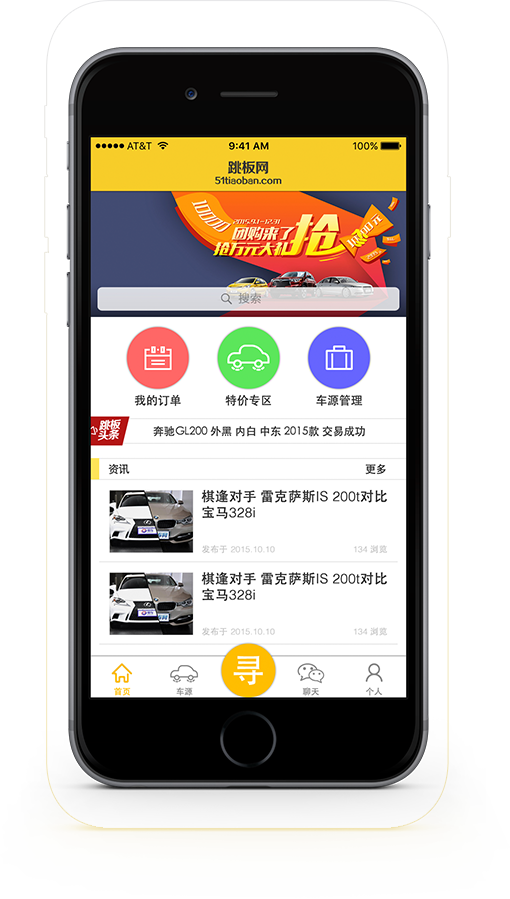 AT&T
9:41 AM
100%
跳板网
51tiaoban.com
10000
2015.9.1-12.31
团购来了
抢万元大礼
抢
搜索
我的订单
特价专区
车源管理
跳板
头条
奔驰GL200 外黑 内白 中东 2015款 交易成功
资讯
更多
棋逢对手 雷克萨斯IS 200t对比
宝马328i
发布于 2015.10.10
134 浏览
棋逢对手 雷克萨斯IS 200t对比
宝马328i
发布于 2015.10.10
134 浏览
首页
车源
寻
聊天
个人